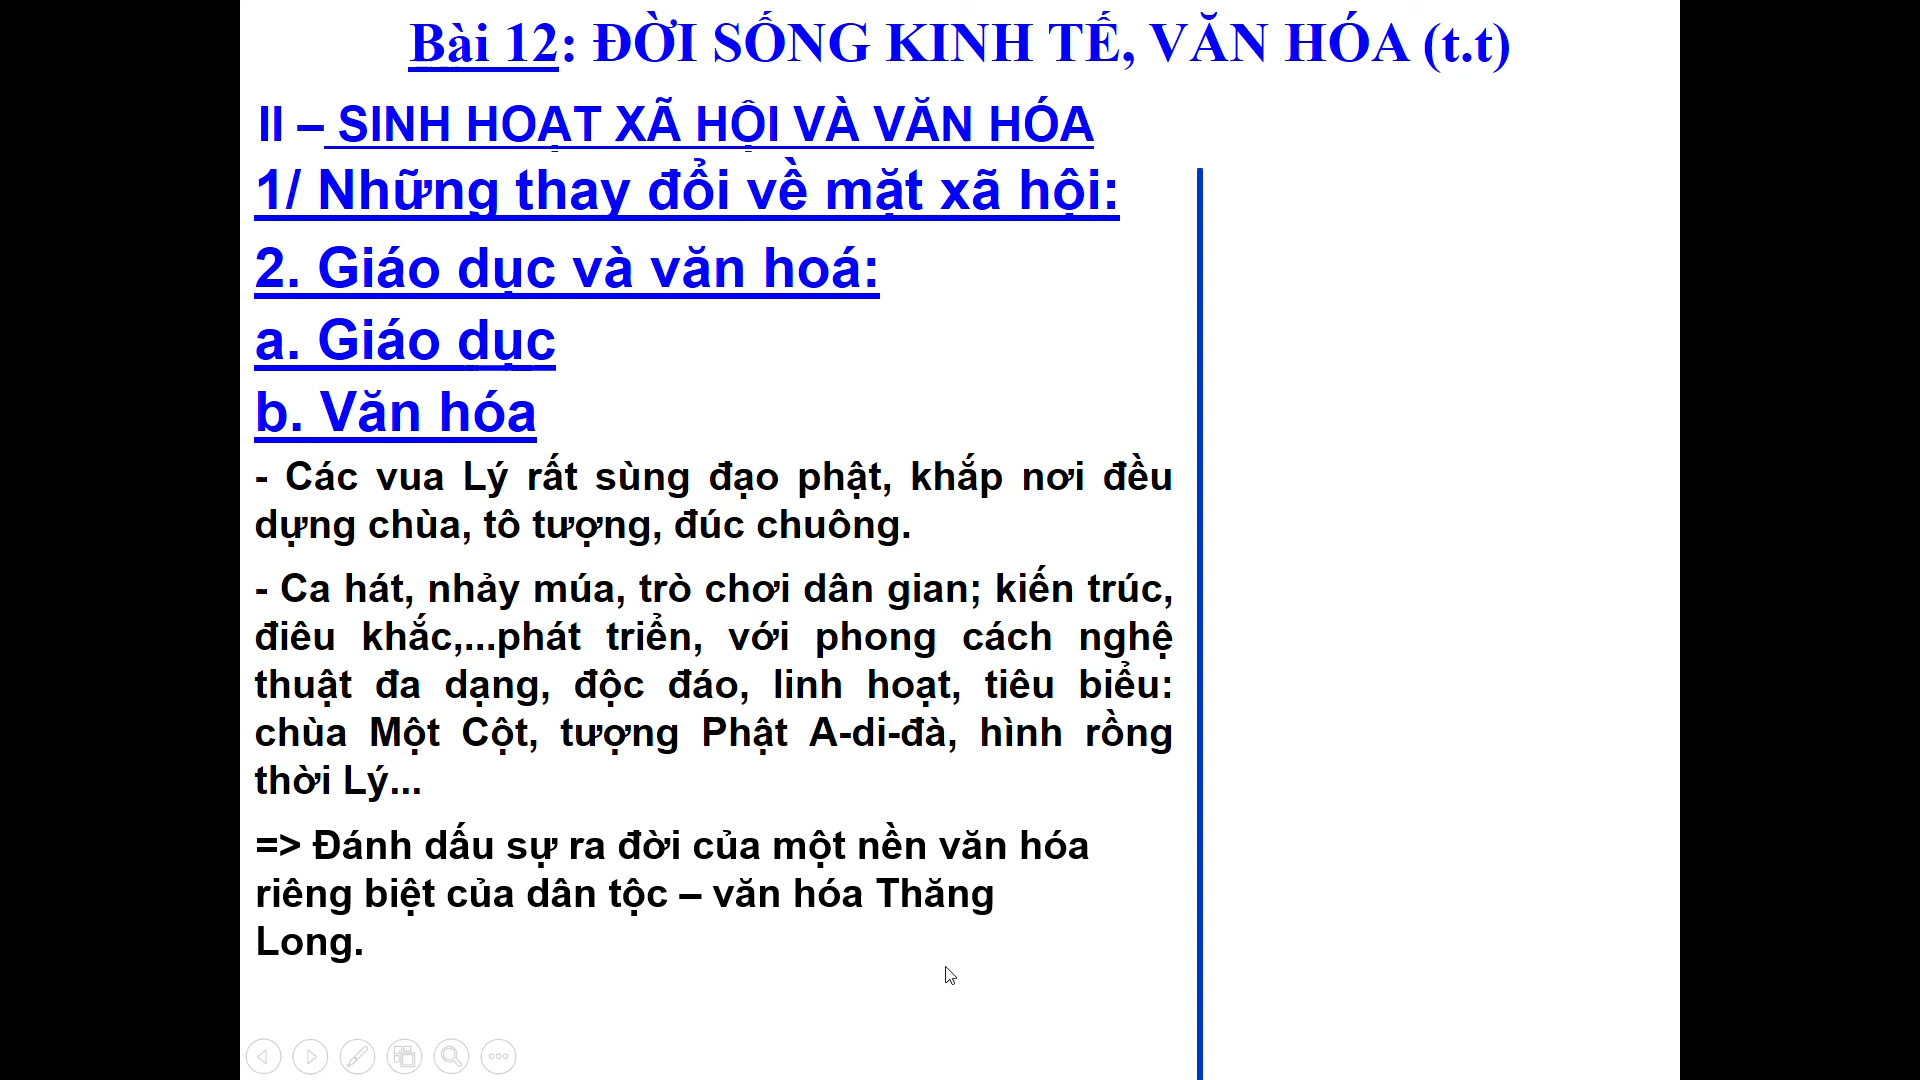 Bài 12: ĐỜI SỐNG KINH TẾ, VĂN HÓA (t.t)
II – SINH HOẠT XÃ HỘI VÀ VĂN HÓA
1/ Những thay đổi về mặt xã hội:
2. Giáo dục và văn hoá:
a. Giáo dục
b. Văn hóa
- Các vua Lý rất sùng đạo phật, khắp nơi đều
dựng chùa, tô tượng, đúc chuông.
- Ca hát, nhảy múa, trò chơi dân gian; kiến trúc,
điêu khắc,...phát triển, với phong cách nghệ
thuật đa dạng, độc đáo, linh hoạt, tiêu biểu:
chùa Một Cột, tượng Phật A-di-đà, hình rồng
thời Lý...
=> Đánh dấu sự ra đời của một nền văn hóa
riêng biệt của dân tộc – văn hóa Thăng
Long.